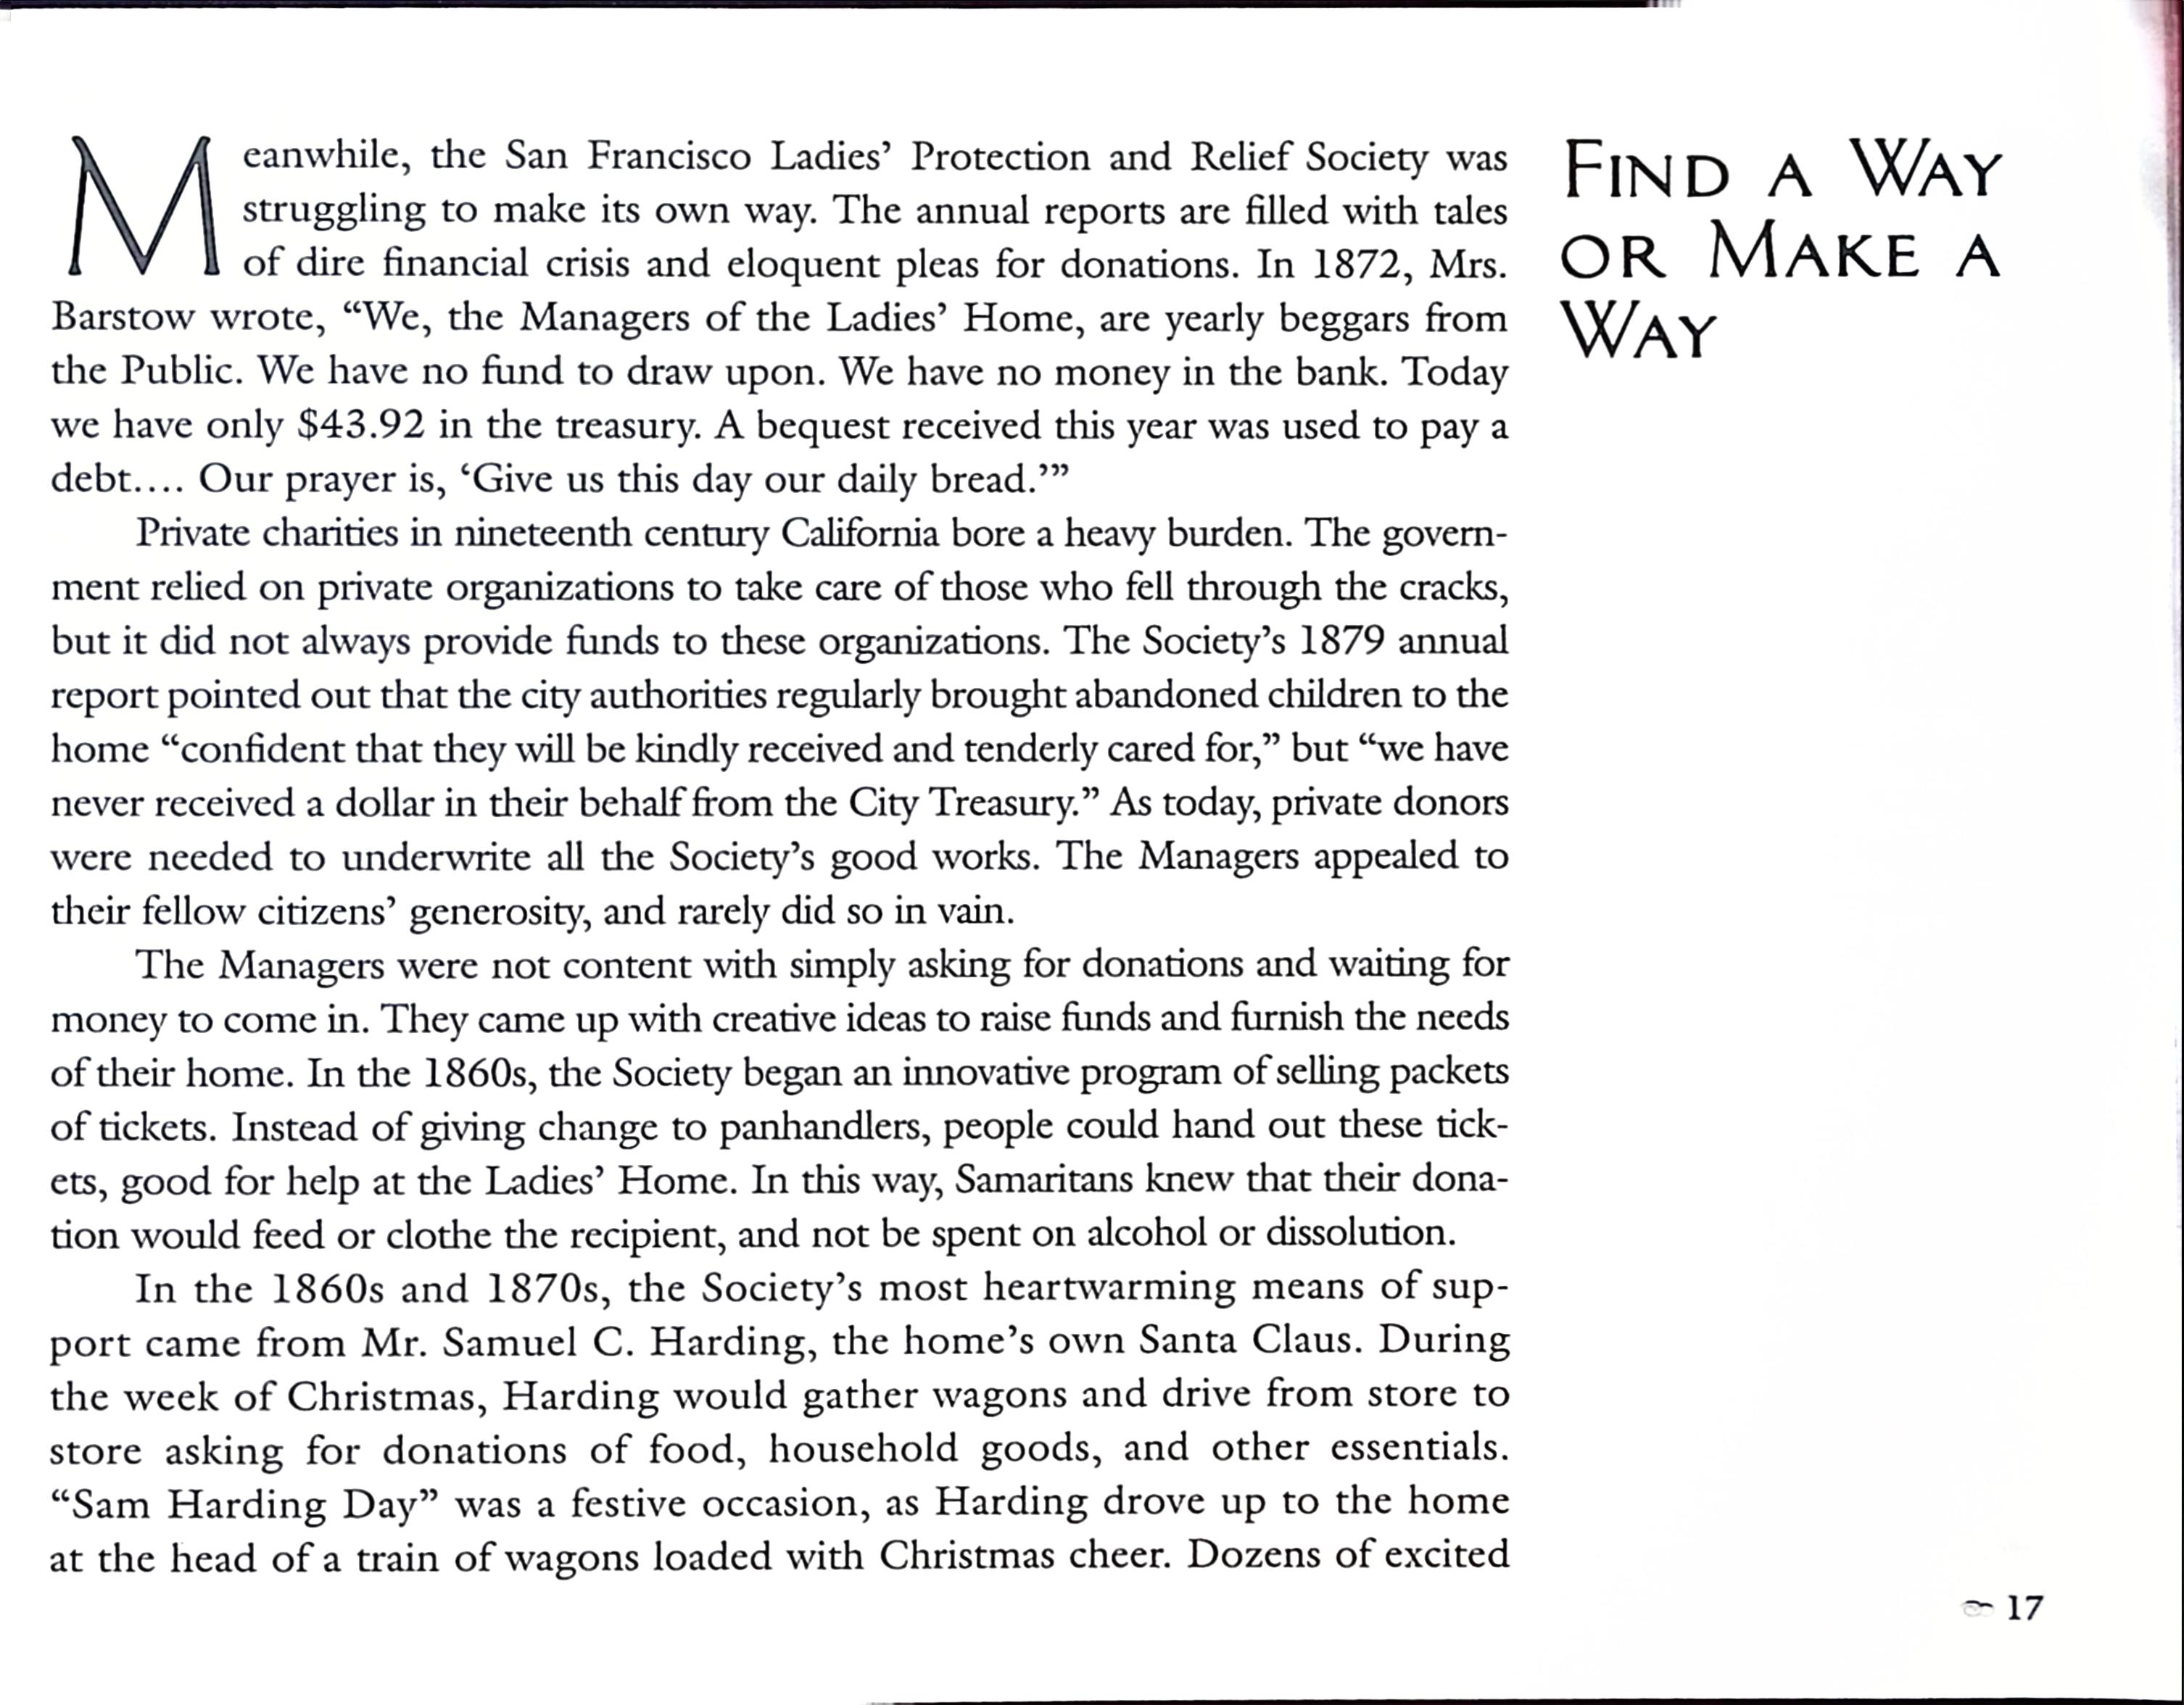 Meanwhile, the San Francisco Ladies’ Protection and Relief Society was
struggling to make its own way. The annual reports are filled with tales
of dire financial crisis and eloquent pleas for donations. In 1872, Mrs.
Barstow wrote, “We, the Managers of the Ladies’ Home, are yearly beggars from
the Public. We have no fund to draw upon. We have no money in the bank. Today
we have only $43.92 in the treasury. A bequest received this year was used to pay a
debt.... Our prayer is, ‘Give us this day our daily bread.’”
Private charities in nineteenth century California bore a heavy burden. The govern-
ment relied on private organizations to take care of those who fell through the cracks,
but it did not always provide funds to these organizations. The Society’s 1879 annual
report pointed out that the city authorities regularly brought abandoned children to the
home “confident that they will be kindly received and tenderly cared for,” but “we have
never received a dollar in their behalf from the City Treasury.” As today, private donors
were needed to underwrite all the Society’s good works. The Managers appealed to
their fellow citizens’ generosity, and rarely did so in vain.
The Managers were not content with simply asking for donations and waiting for
money to come in. They came up with creative ideas to raise funds and furnish the needs
of their home. In the 1860s, the Society began an innovative program of selling packets
of tickets. Instead of giving change to panhandlers, people could hand out these tick-
ets, good for help at the Ladies’ Home. In this way, Samaritans knew that their dona-
tion would feed or clothe the recipient, and not be spent on alcohol or dissolution.
In the 1860s and 1870s, the Society’s most heartwarming means of sup-
port came from Mr. Samuel C. Harding, the home’s own Santa Claus. During
the week of Christmas, Harding would gather wagons and drive from store to
store asking for donations of food, household goods, and other essentials.
“Sam Harding Day” was a festive occasion, as Harding drove up to the home
at the head of a train of wagons loaded with Christmas cheer. Dozens of excited
FIND A WAY
OR MAKE A
WAY
17